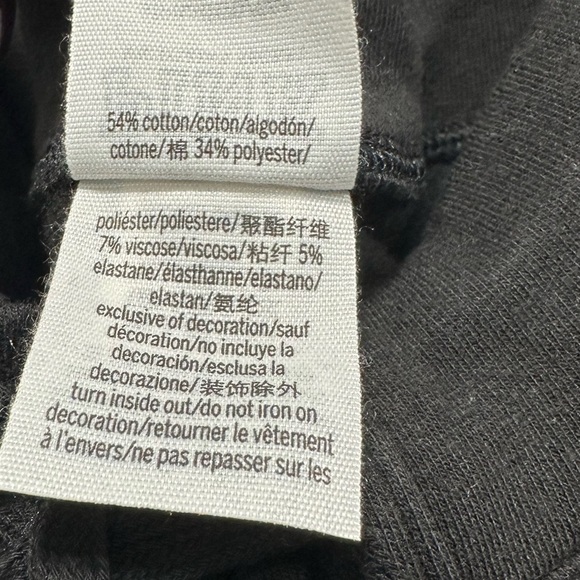 54% cotton/coton/algodón/
cotone/棉 34% polyester/
poliéster/poliestere/聚酯纤维
7% viscose/viscosa/粘纤 5%
elastane/élasthanne/elastano/
elastan/氨纶
exclusive of decoration/sauf
décoration/no incluye la
decoración/esclusa la
decorazione/装饰除外
turn inside out/do not iron on
decoration/retourner le vêtement
à l'envers/ne pas repasser sur les